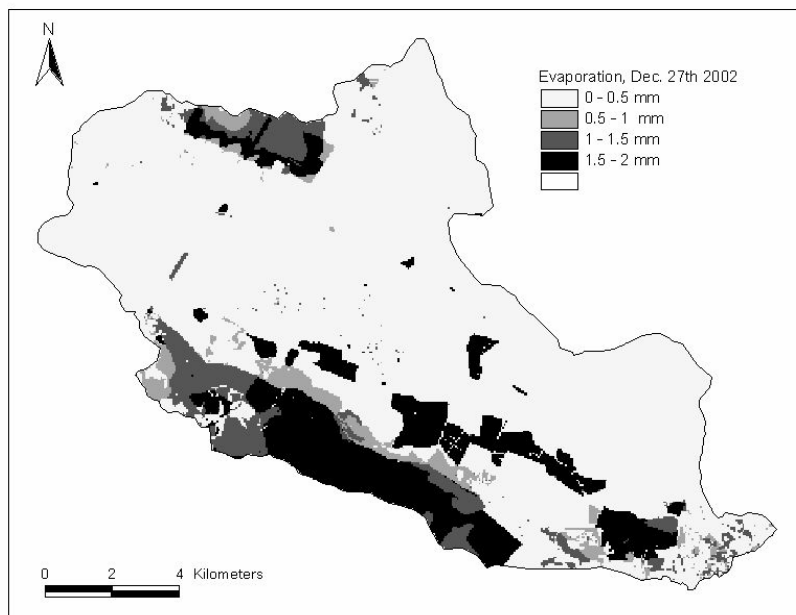 N
Evaporation, Dec. 27th 2002
0 - 0.5 mm
0.5 - 1 mm
1 - 1.5 mm
1.5 - 2 mm
0 2 4 Kilometers